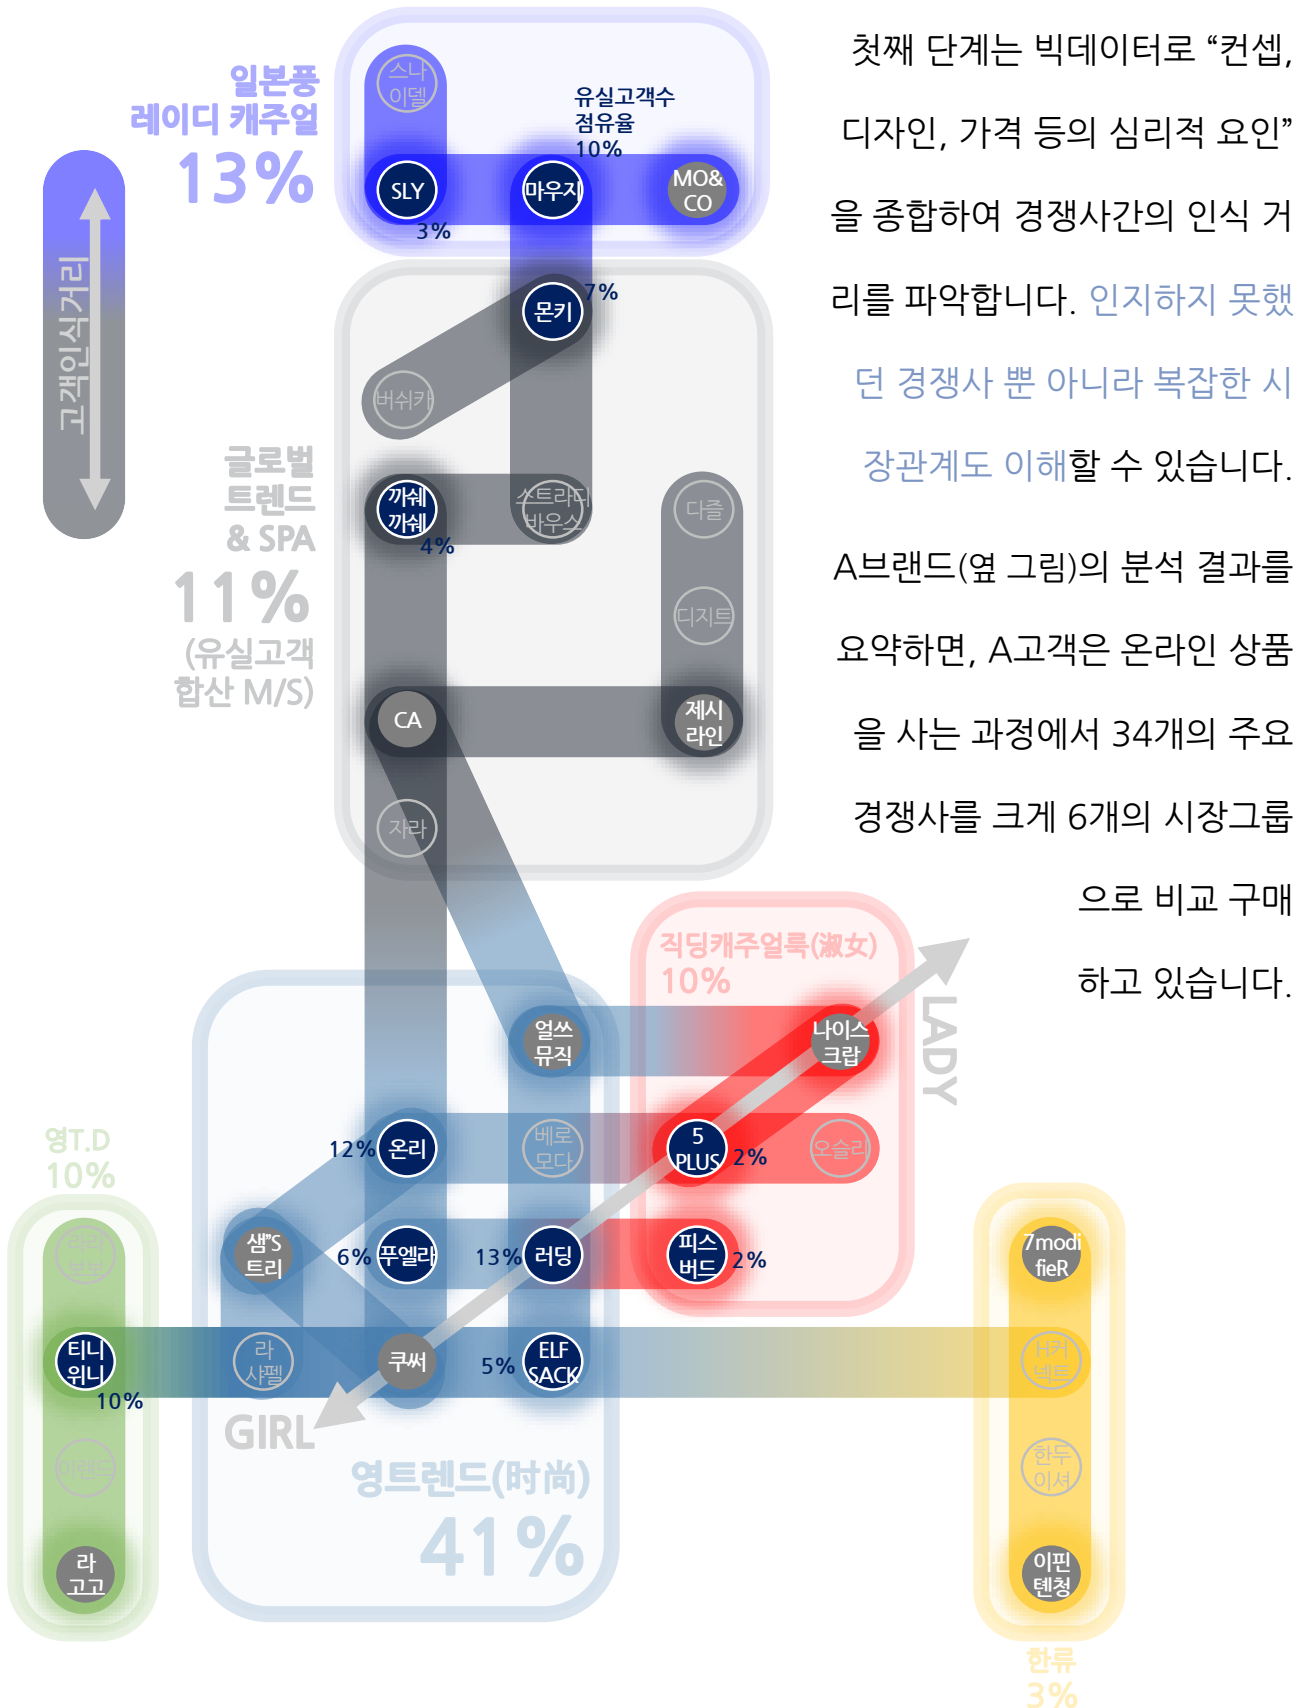 첫째 단계는 빅데이터로 “컨셉,
디자인, 가격 등의 심리적 요인”
을 종합하여 경쟁사간의 인식 거
리를 파악합니다. 인지하지 못했
던 경쟁사 뿐 아니라 복잡한 시
장관계도 이해할 수 있습니다.
A브랜드(옆 그림)의 분석 결과를
요약하면, A고객은 온라인 상품
을 사는 과정에서 34개의 주요
경쟁사를 크게 6개의 시장그룹
으로 비교 구매
하고 있습니다.
일본풍
레이디 캐주얼
13%
고객인식거리
스나
이델
유실고객수
점유율
10%
SLY
3%
마우지
MO&
CO
몬키
7%
버쉬카
글로벌
트렌드
& SPA
11%
(유실고객
합산 M/S)
까쉐
까쉐
4%
스트라디
바우스
다즐
디지트
CA
제시
라인
자라
직딩캐주얼룩(淑女)
10%
LADY
얼쓰
뮤직
나이스
크랍
12%
온리
베로
모다
5
PLUS
2%
오슬리
영T.D
10%
샘"S
트리
6%
푸엘라
13%
러딩
피스
버드
2%
7modi
fieR
티니
위니
10%
라
샤펠
쿠써
5%
ELF
SACK
H커
넥트
GIRL
이랜드
한두
이셔
영트렌드(时尚)
41%
라
고고
이핀
텐청
한류
3%